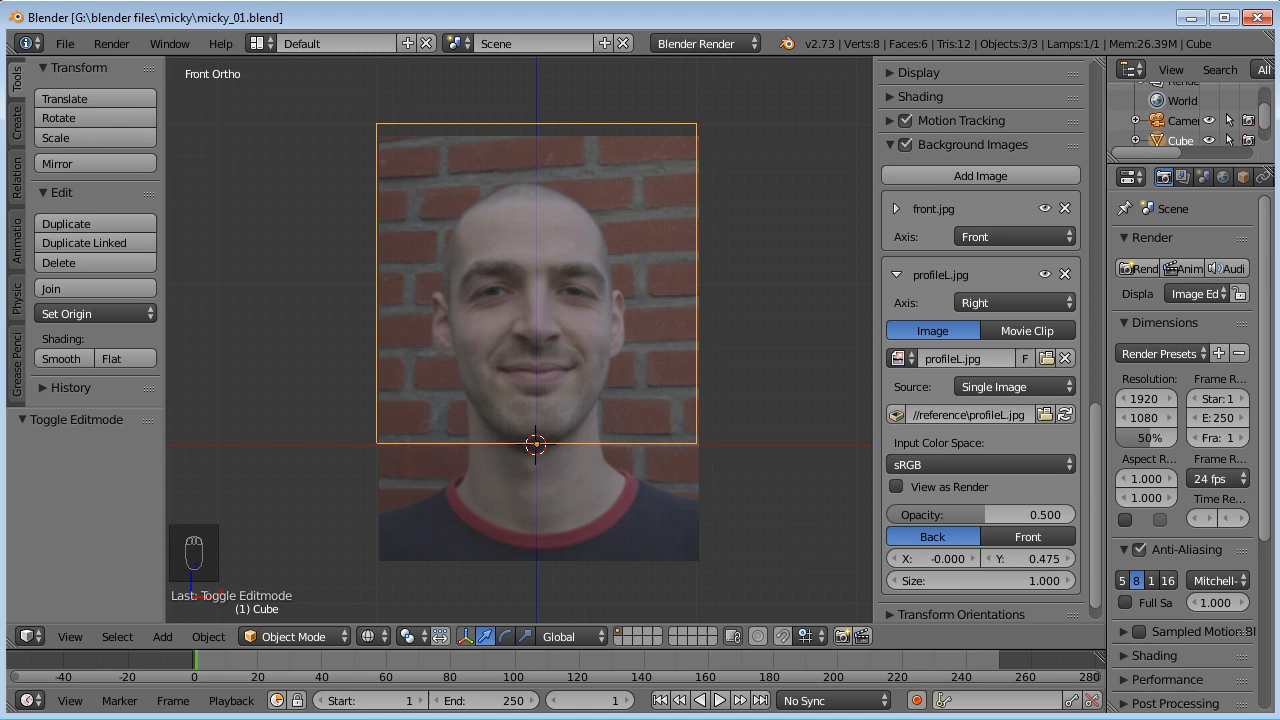 Blender [G:\blender files\micky\micky_01.blend]
File Render Window Help Default Scene Blender Render v2.73 | Verts:8 | Faces:6 | Tris:12 | Objects:3/3 | Lamps:1/1 | Mem:26.39M | Cube
Tools
Create
Relation
Animatio
Physic
Grease Penci
Transform
Translate
Rotate
Scale
Mirror
Edit
Duplicate
Duplicate Linked
Delete
Join
Set Origin
Shading:
Smooth Flat
History
Toggle Editmode
Front Ortho
Last: Toggle Editmode
(1) Cube
Display
Shading
Motion Tracking
Background Images
Add Image
front.jpg
Axis: Front
profileL.jpg
Axis: Right
Image Movie Clip
profileL.jpg F
Source: Single Image
//reference\profileL.jpg
Input Color Space:
sRGB
View as Render
Opacity: 0.500
Back Front
X: -0.000 Y: 0.475
Size: 1.000
Transform Orientations
View Search All
World
Camer
Cube
Scene
Render
Rend Anim Audi
Displa Image Ed
Dimensions
Render Presets
Resolution: Frame R...
1920 Star: 1
1080 E: 250
50% Fra: 1
Aspect R... Frame R...
1.000 24 fps
1.000 Time Re...
Anti-Aliasing
5 8 1 16 Mitchell-
Full Sa 1.000
Sampled Motion Bl
Shading
Performance
Post Processing
View Select Add Object Object Mode Global
-40 -20 0 20 40 60 80 100 120 140 160 180 200 220 240 260 280
View Marker Frame Playback Start: 1 End: 250 1 No Sync